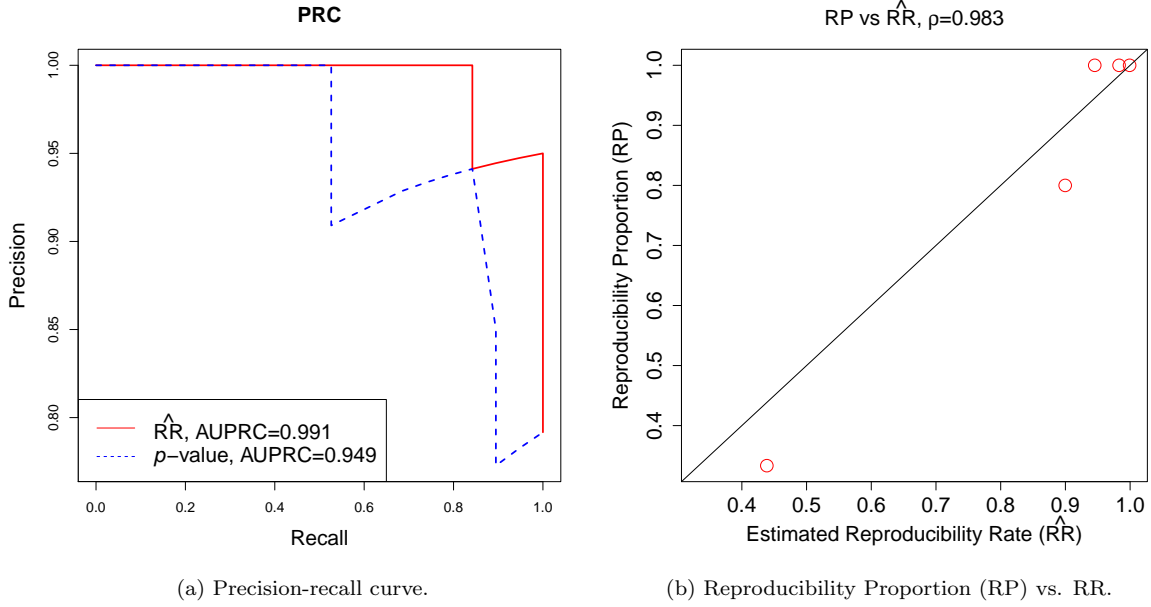 PRC
Precision
1.00
0.95
0.90
0.85
0.80
R̂R, AUPRC=0.991
p−value, AUPRC=0.949
0.0 0.2 0.4 0.6 0.8 1.0
Recall
(a) Precision-recall curve.
RP vs R̂R, ρ=0.983
Reproducibility Proportion (RP)
1.0
0.9
0.8
0.7
0.6
0.5
0.4
0.4 0.5 0.6 0.7 0.8 0.9 1.0
Estimated Reproducibility Rate (R̂R)
(b) Reproducibility Proportion (RP) vs. RR.